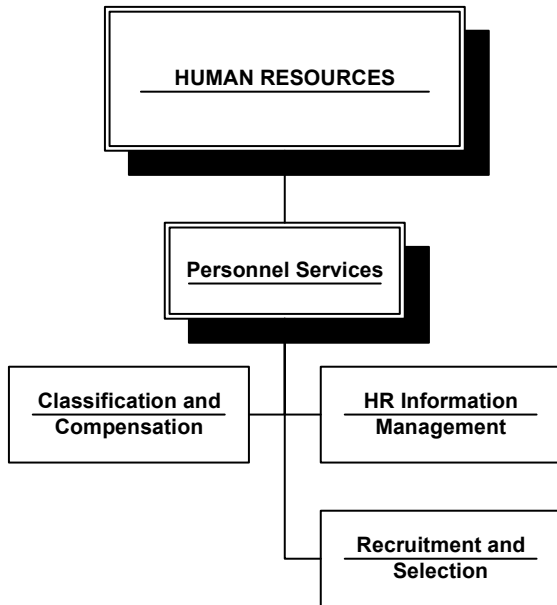 HUMAN RESOURCES
Personnel Services
Classification and
Compensation
HR Information
Management
Recruitment and
Selection